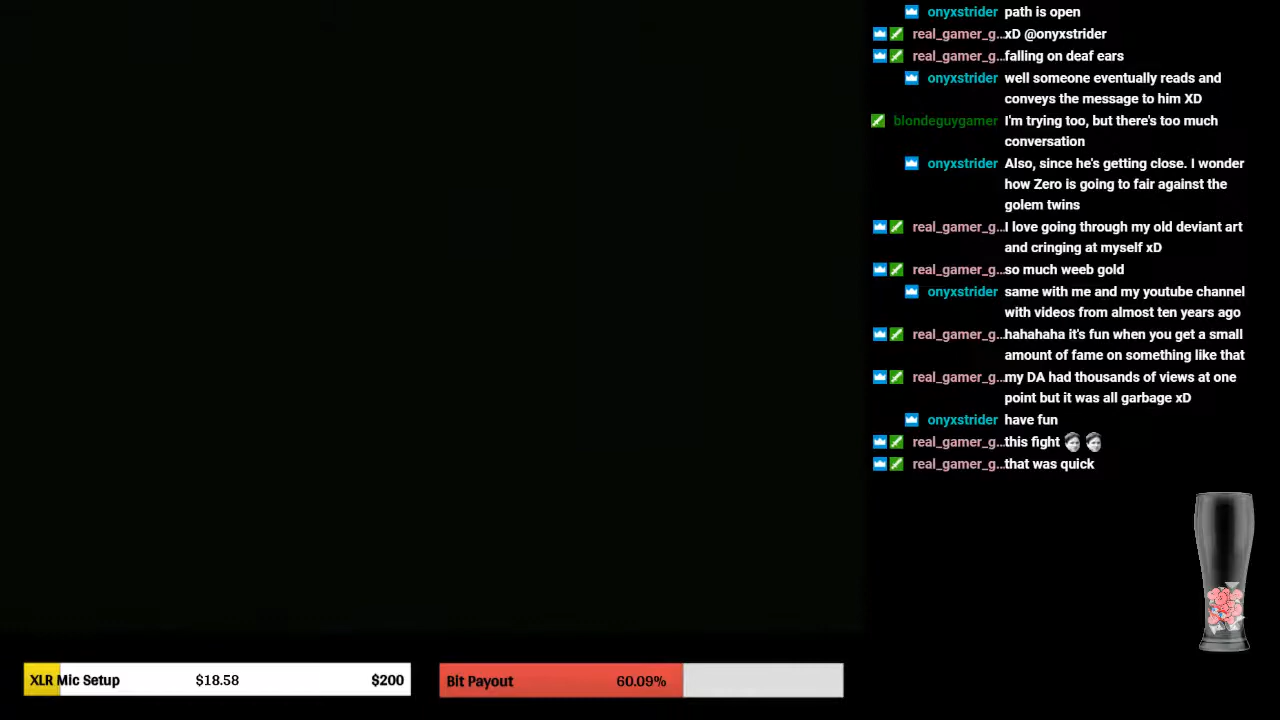 onyxstrider path is open
real_gamer_g... xD @onyxstrider
real_gamer_g... falling on deaf ears
onyxstrider well someone eventually reads and
conveys the message to him XD
blondeguygamer I'm trying too, but there's too much
conversation
onyxstrider Also, since he's getting close. I wonder
how Zero is going to fair against the
golem twins
real_gamer_g... I love going through my old deviant art
and cringing at myself xD
real_gamer_g... so much weeb gold
onyxstrider same with me and my youtube channel
with videos from almost ten years ago
real_gamer_g... hahahaha it's fun when you get a small
amount of fame on something like that
real_gamer_g... my DA had thousands of views at one
point but it was all garbage xD
onyxstrider have fun
real_gamer_g... this fight
real_gamer_g... that was quick
XLR Mic Setup $18.58 $200
Bit Payout 60.09%